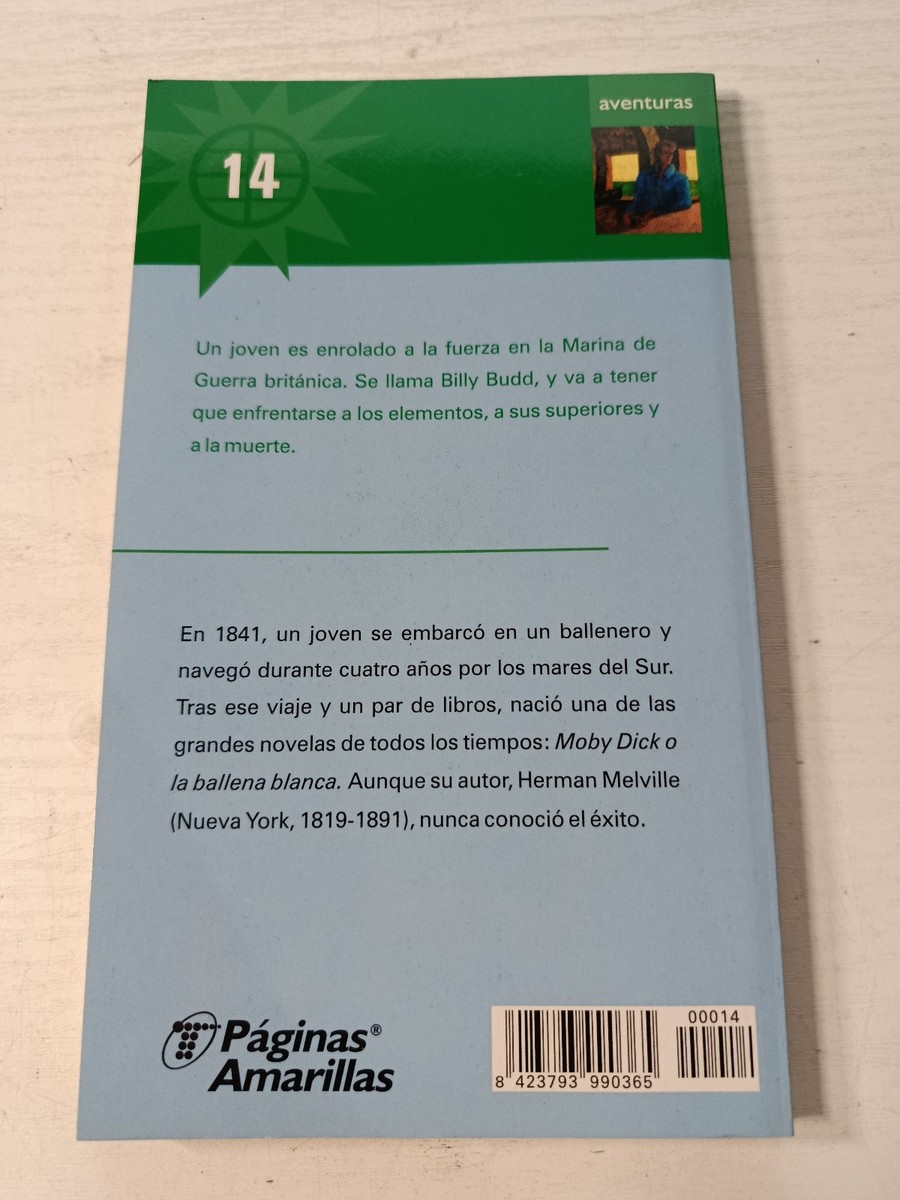 14
aventuras
Un joven es enrolado a la fuerza en la Marina de
Guerra británica. Se llama Billy Budd, y va a tener
que enfrentarse a los elementos, a sus superiores y
a la muerte.
En 1841, un joven se embarcó en un ballenero y
navegó durante cuatro años por los mares del Sur.
Tras ese viaje y un par de libros, nació una de las
grandes novelas de todos los tiempos: Moby Dick o
la ballena blanca. Aunque su autor, Herman Melville
(Nueva York, 1819-1891), nunca conoció el éxito.
Páginas®
Amarillas
00014
8 423793 990365